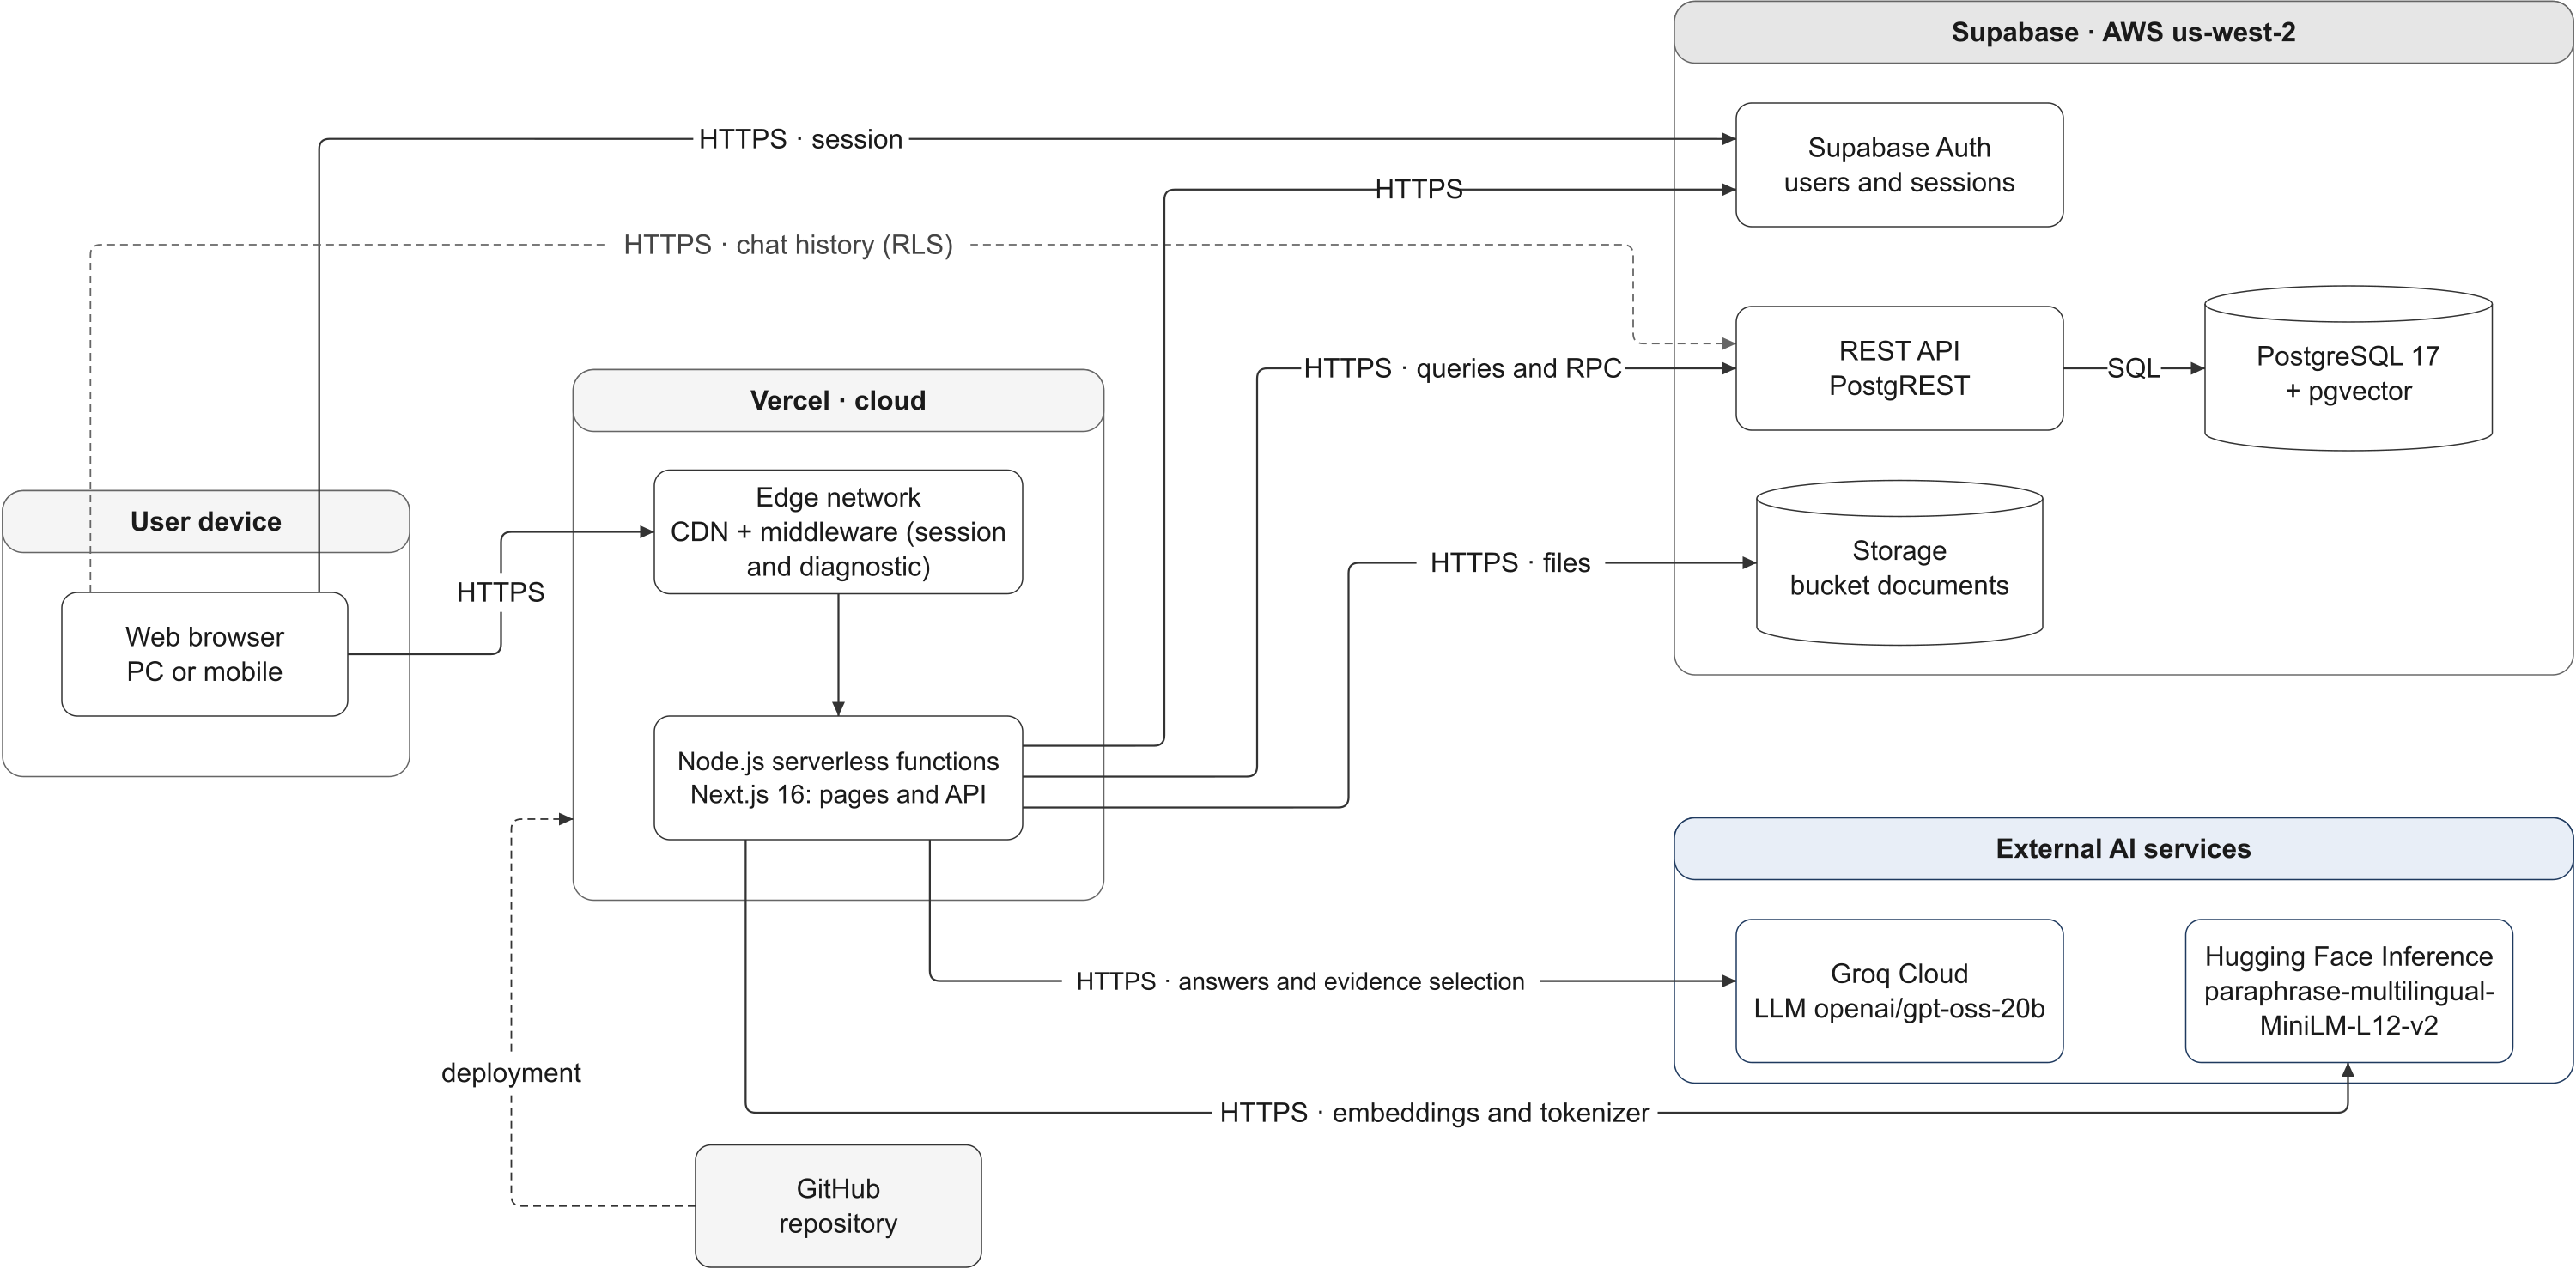 Supabase · AWS us-west-2
HTTPS · session
Supabase Auth
users and sessions
HTTPS
HTTPS · chat history (RLS)
HTTPS · queries and RPC
REST API
PostgREST
SQL
PostgreSQL 17
+ pgvector
Vercel · cloud
Edge network
CDN + middleware (session
and diagnostic)
User device
HTTPS
Web browser
PC or mobile
HTTPS · files
Storage
bucket documents
Node.js serverless functions
Next.js 16: pages and API
External AI services
Groq Cloud
LLM openai/gpt-oss-20b
Hugging Face Inference
paraphrase-multilingual-
MiniLM-L12-v2
HTTPS · answers and evidence selection
deployment
HTTPS · embeddings and tokenizer
GitHub
repository